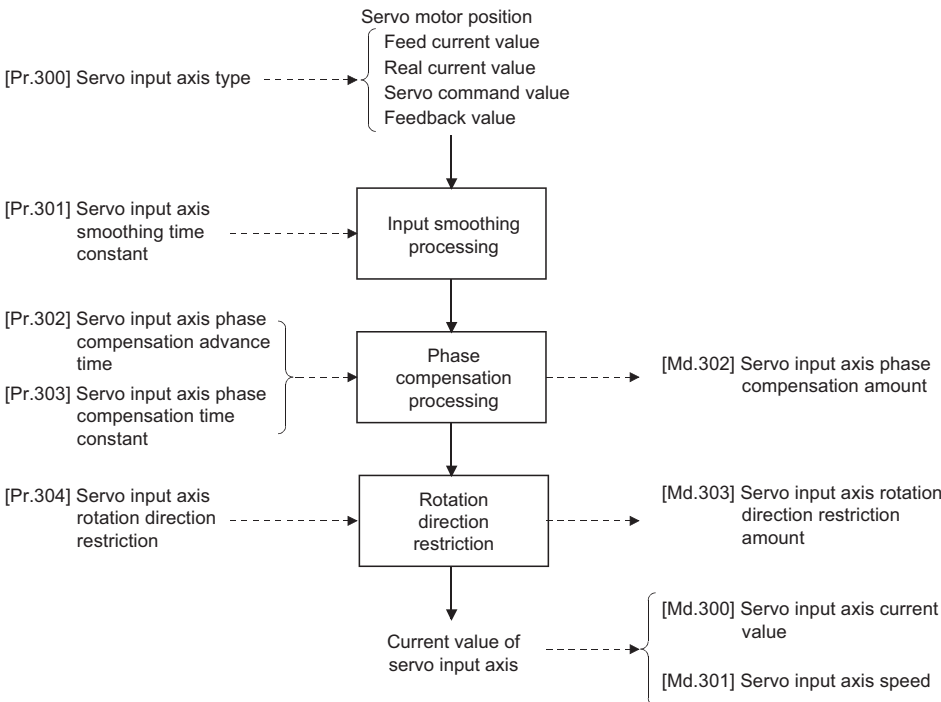 Servo motor position
Feed current value
Real current value
Servo command value
Feedback value
[Pr.300] Servo input axis type
[Pr.301] Servo input axis
smoothing time
constant
Input smoothing
processing
[Pr.302] Servo input axis phase
compensation advance
time
[Pr.303] Servo input axis phase
compensation time
constant
Phase
compensation
processing
[Md.302] Servo input axis phase
compensation amount
[Pr.304] Servo input axis
rotation direction
restriction
Rotation
direction
restriction
[Md.303] Servo input axis rotation
direction restriction
amount
Current value of
servo input axis
[Md.300] Servo input axis current
value
[Md.301] Servo input axis speed